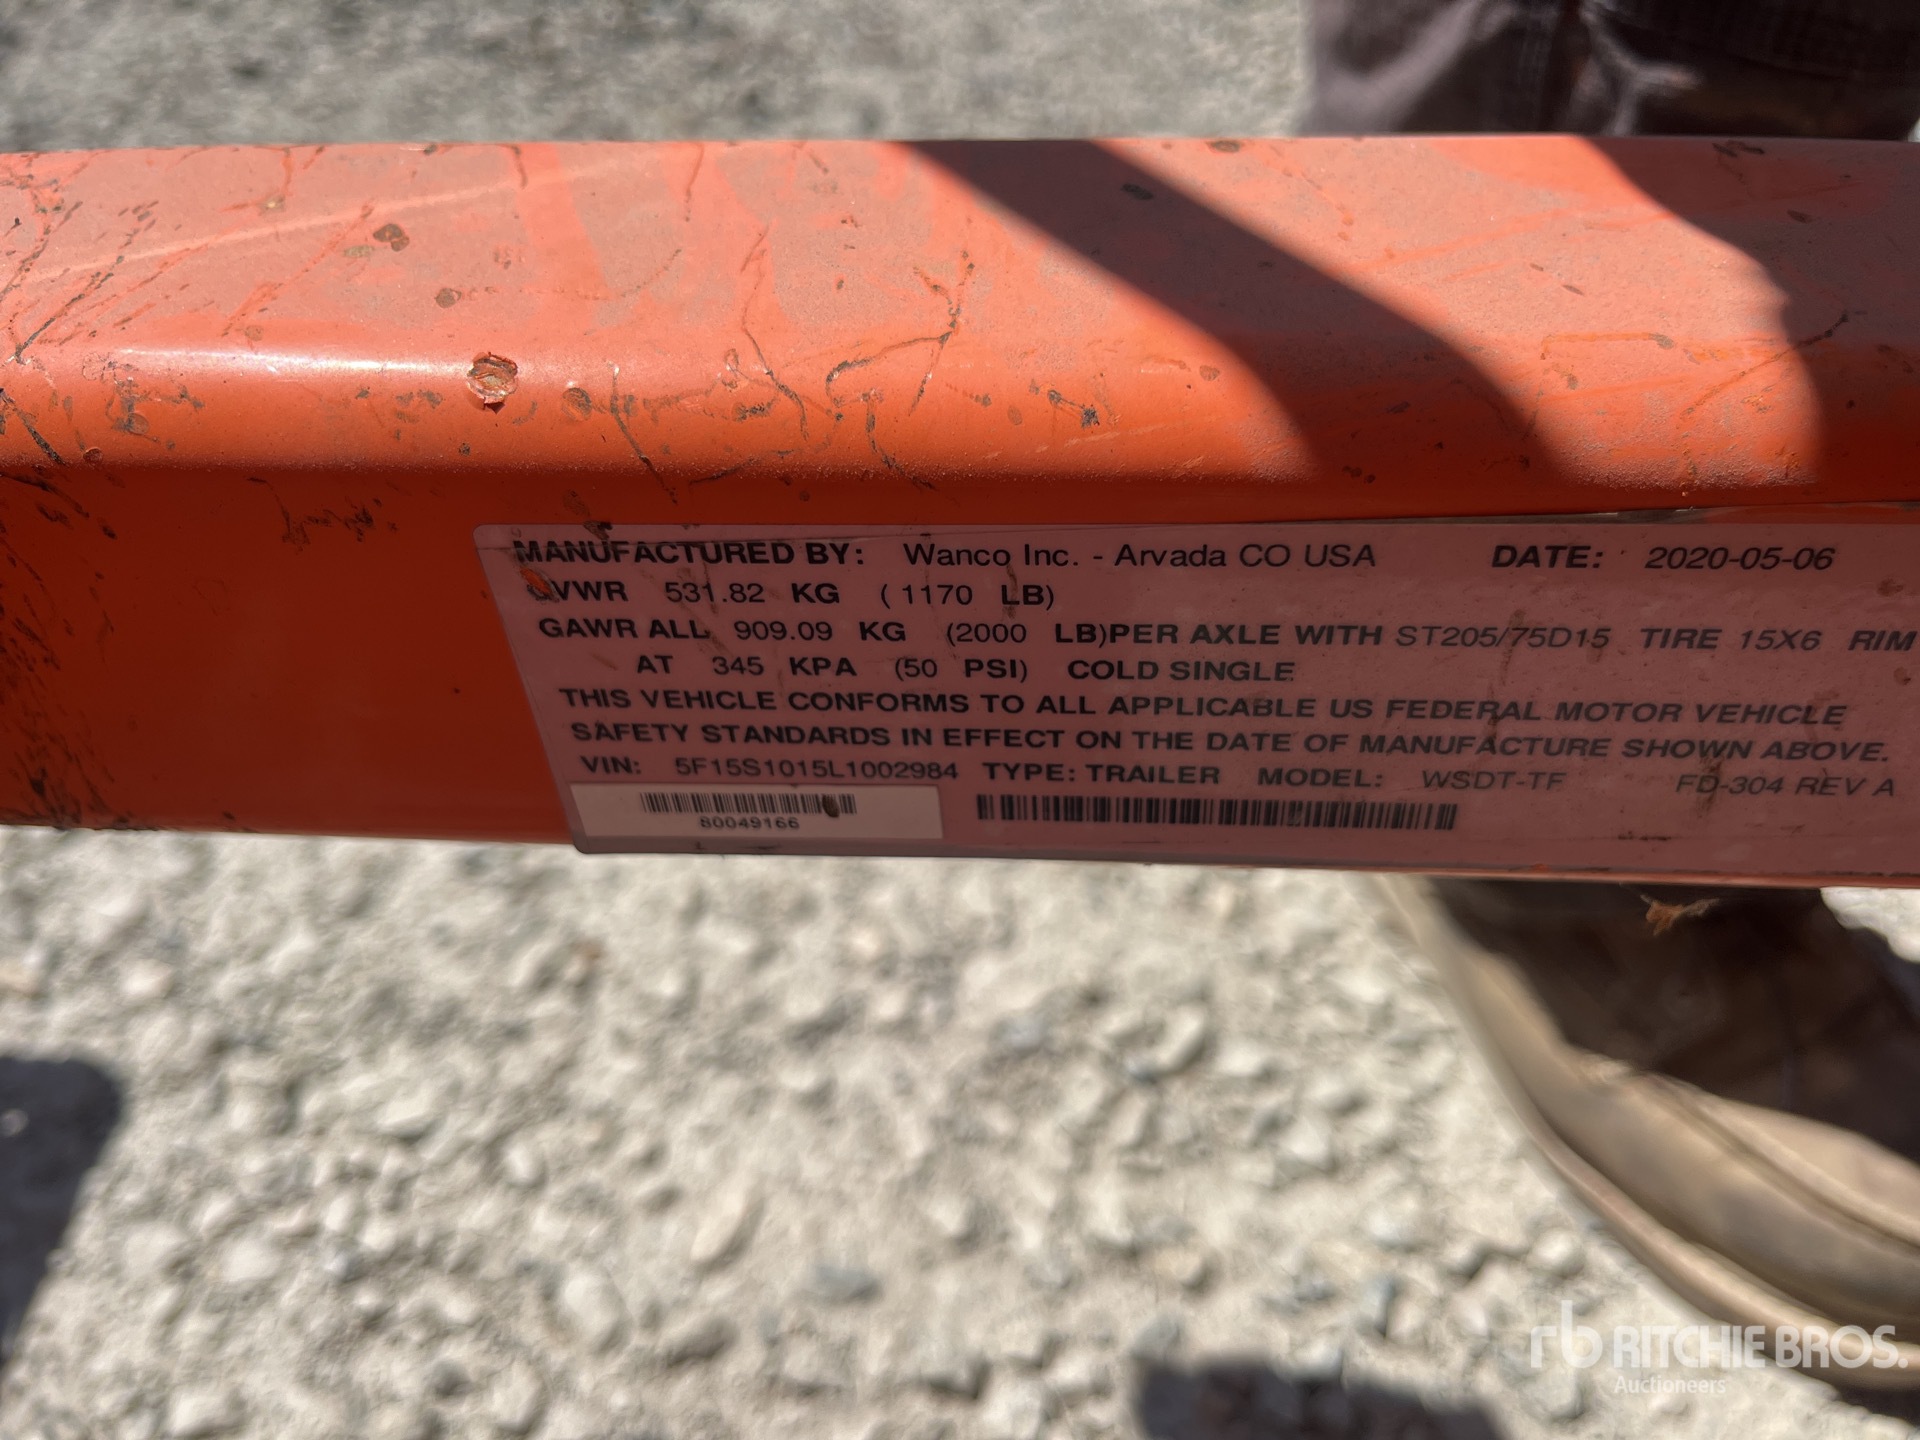 MANUFACTURED BY: Wanco Inc. - Arvada CO USA DATE: 2020-05-06
GVWR 531.82 KG ( 1170 LB)
GAWR ALL 909.09 KG (2000 LB)PER AXLE WITH ST205/75D15 TIRE 15X6 RIM
AT 345 KPA (50 PSI) COLD SINGLE
THIS VEHICLE CONFORMS TO ALL APPLICABLE US FEDERAL MOTOR VEHICLE
SAFETY STANDARDS IN EFFECT ON THE DATE OF MANUFACTURE SHOWN ABOVE.
VIN: 5F15S1015L1002984 TYPE: TRAILER MODEL: WSDT-TF FD-304 REV A
80049166
rb RITCHIE BROS.
Auctioneers